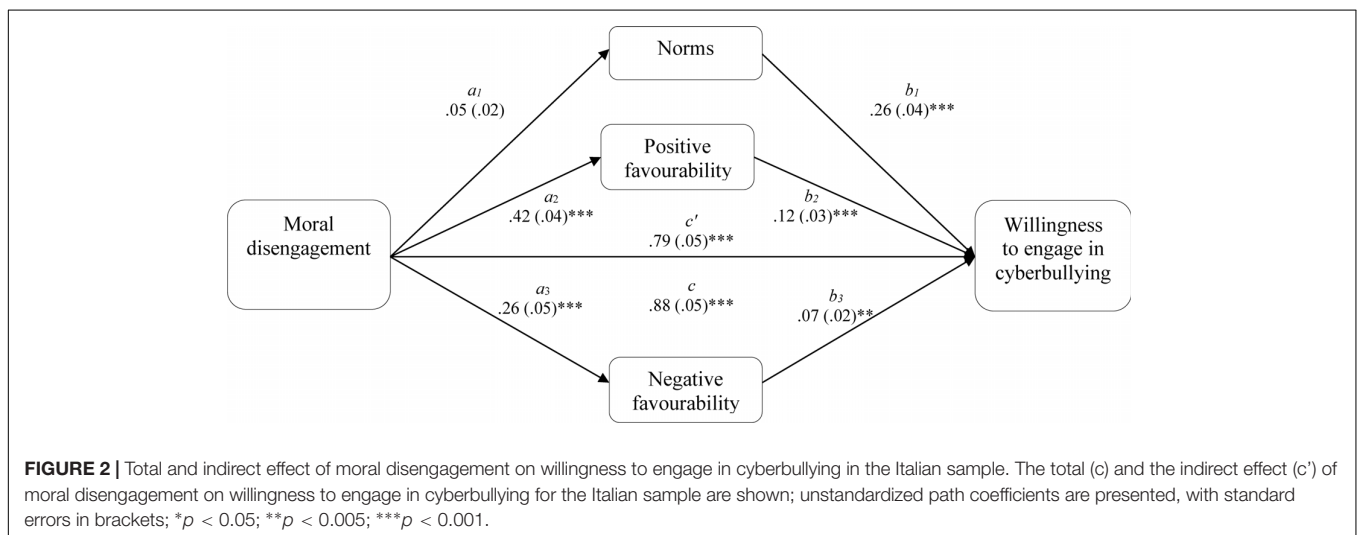 Norms
a1
.05 (.02)
b1
.26 (.04)***
Positive
favourability
a2
.42 (.04)***
b2
.12 (.03)***
Moral
disengagement
c'
.79 (.05)***
Willingness
to engage in
cyberbullying
a3
.26 (.05)***
c
.88 (.05)***
b3
.07 (.02)**
Negative
favourability
FIGURE 2 | Total and indirect effect of moral disengagement on willingness to engage in cyberbullying in the Italian sample. The total (c) and the indirect effect (c’) of
moral disengagement on willingness to engage in cyberbullying for the Italian sample are shown; unstandardized path coefficients are presented, with standard
errors in brackets; *p < 0.05; **p < 0.005; ***p < 0.001.